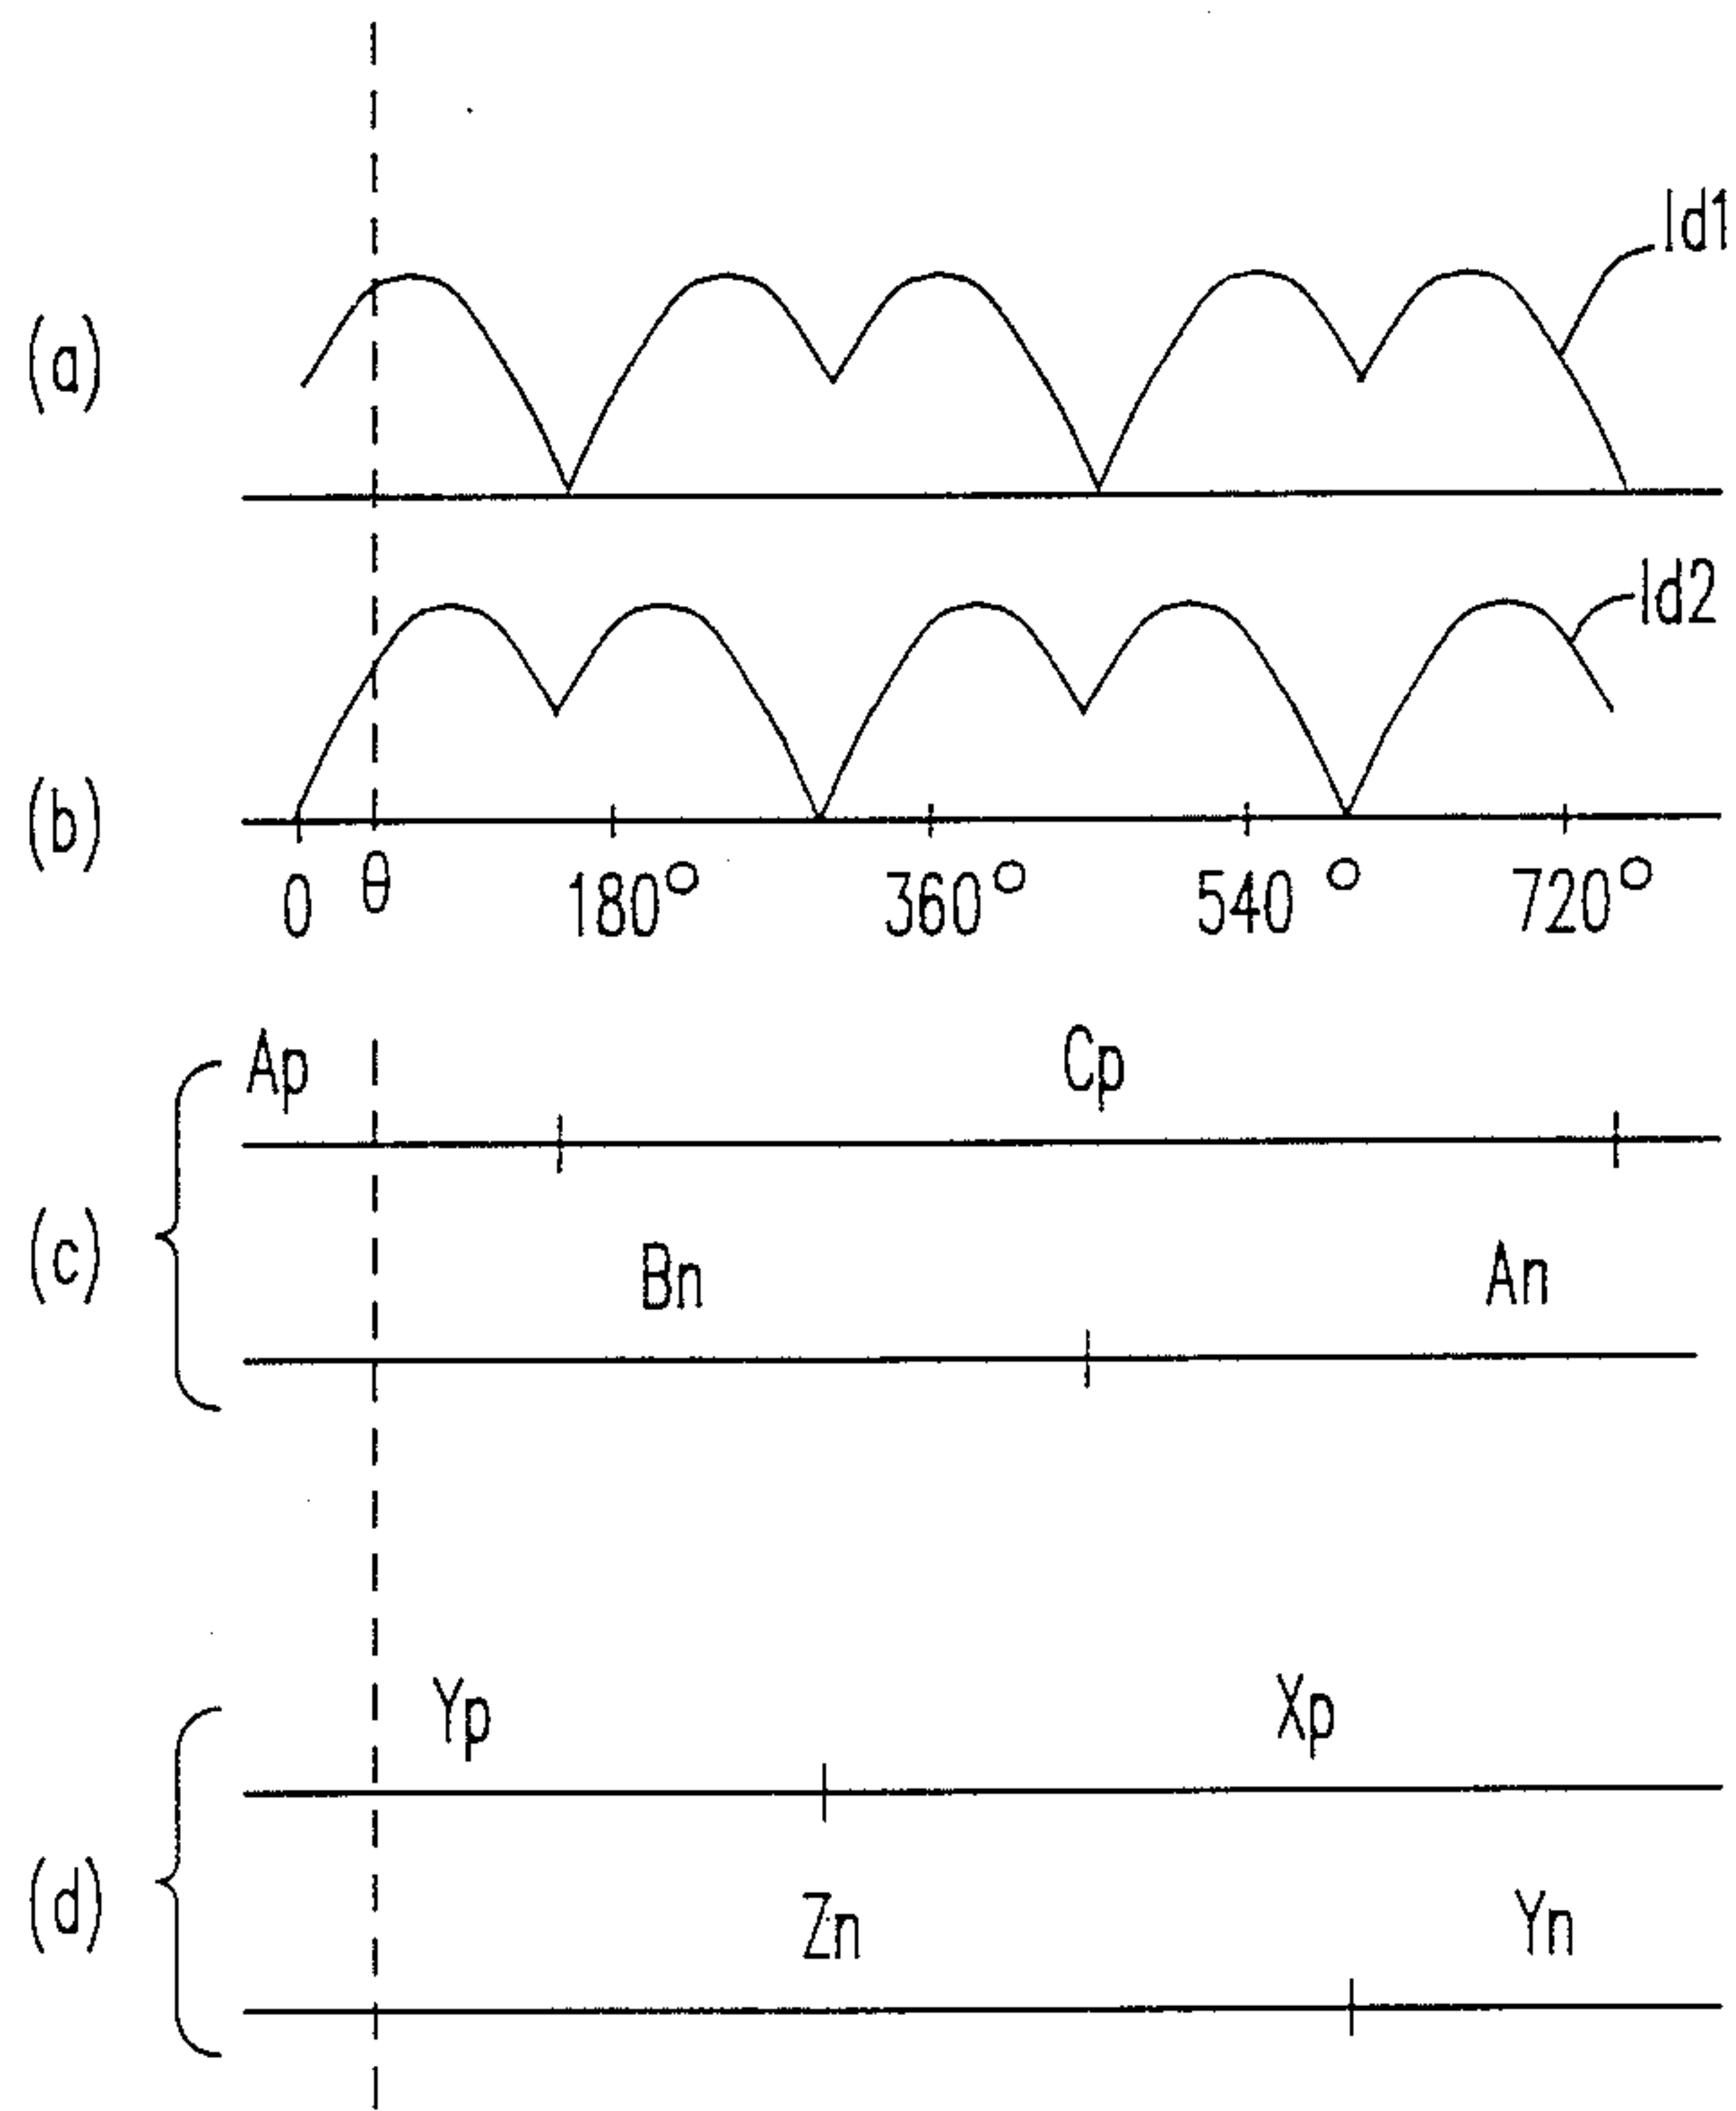 (a)
Id1
(b)
Id2
0 θ 180° 360° 540° 720°
(c)
Ap Cp
Bn An
(d)
Yp Xp
Zn Yn